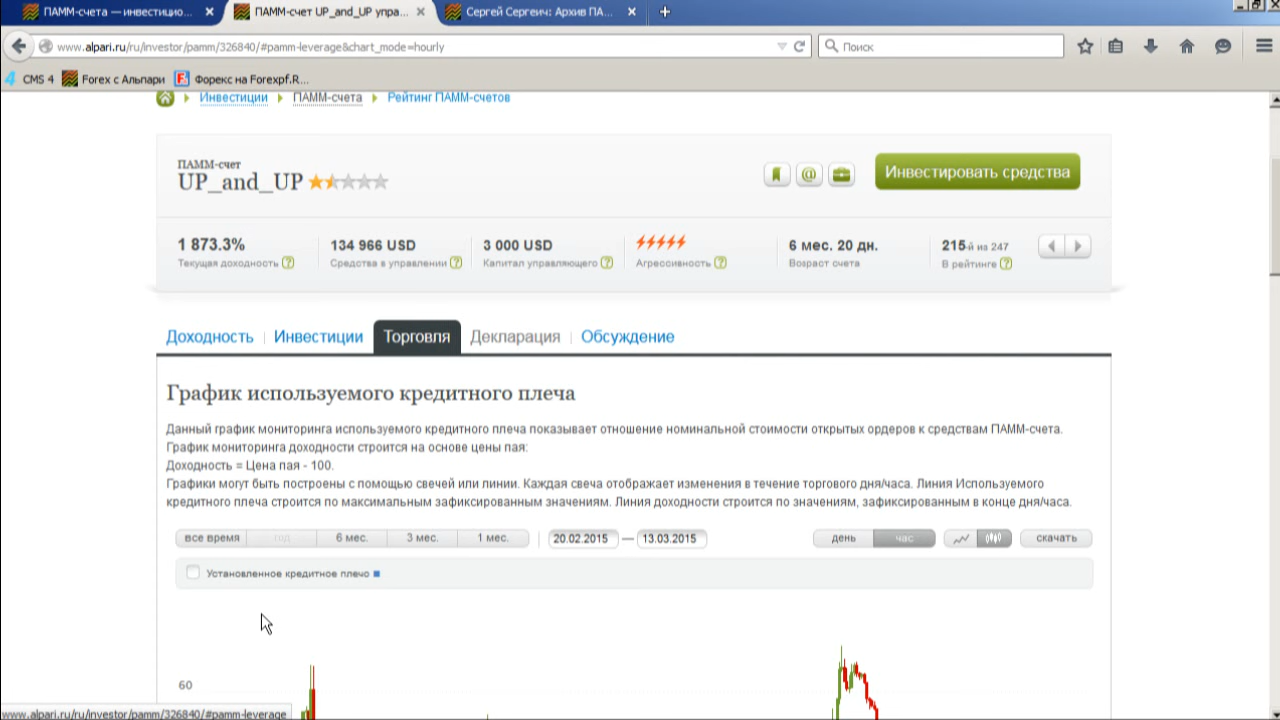 ПАММ-счета — инвестицио...
ПАММ-счет UP_and_UP упра...
Сергей Сергеич: Архив ПА...
www.alpari.ru/ru/investor/pamm/326840/#pamm-leverage&chart_mode=hourly
Поиск
CMS 4
Forex с Альпари
Форекс на Forexpf.R...
Инвестиции
ПАММ-счета
Рейтинг ПАММ-счетов
ПАММ-счет
UP_and_UP
Инвестировать средства
1 873.3%
Текущая доходность
134 966 USD
Средства в управлении
3 000 USD
Капитал управляющего
Агрессивность
6 мес. 20 дн.
Возраст счета
215-й из 247
В рейтинге
Доходность
Инвестиции
Торговля
Декларация
Обсуждение
График используемого кредитного плеча
Данный график мониторинга используемого кредитного плеча показывает отношение номинальной стоимости открытых ордеров к средствам ПАММ-счета.
График мониторинга доходности строится на основе цены пая:
Доходность = Цена пая - 100.
Графики могут быть построены с помощью свечей или линии. Каждая свеча отображает изменения в течение торгового дня/часа. Линия Используемого
кредитного плеча строится по максимальным зафиксированным значениям. Линия доходности строится по значениям, зафиксированным в конце дня/часа.
все время
год
6 мес.
3 мес.
1 мес.
20.02.2015 — 13.03.2015
день
час
скачать
Установленное кредитное плечо
60
www.alpari.ru/ru/investor/pamm/326840/#pamm-leverage